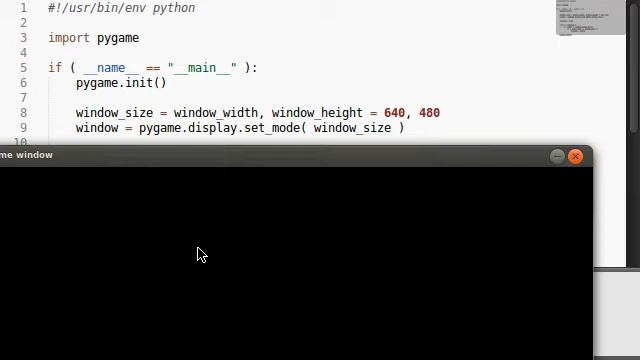 1 #!/usr/bin/env python
2
3 import pygame
4
5 if ( __name__ == "__main__" ):
6 pygame.init()
7
8 window_size = window_width, window_height = 640, 480
9 window = pygame.display.set_mode( window_size )
10
me window